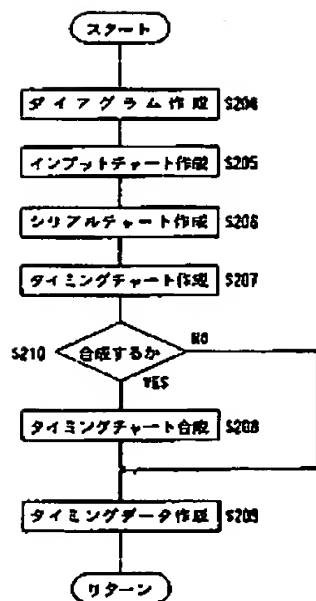 スタート
ダイアグラム作成 S204
インプットチャート作成 S205
シリアルチャート作成 S206
タイミングチャート作成 S207
S210 合成するか NO
YES
タイミングチャート合成 S208
タイミングデータ作成 S209
リターン